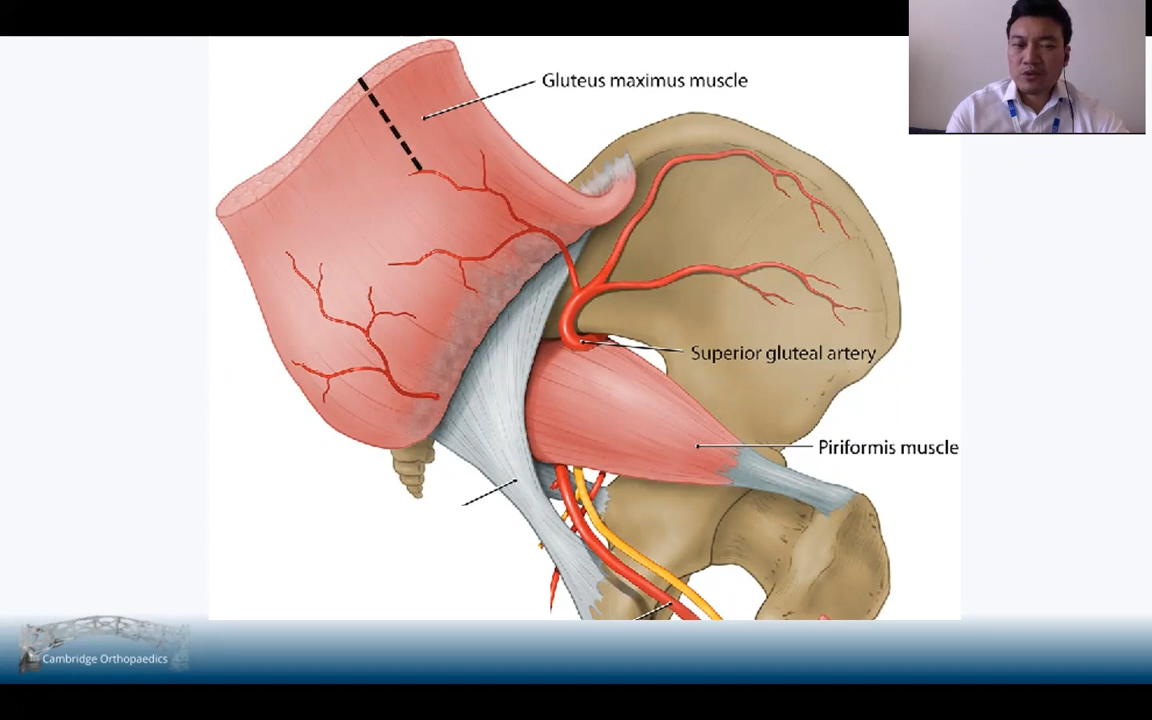 Gluteus maximus muscle
Superior gluteal artery
Piriformis muscle
Cambridge Orthopaedics